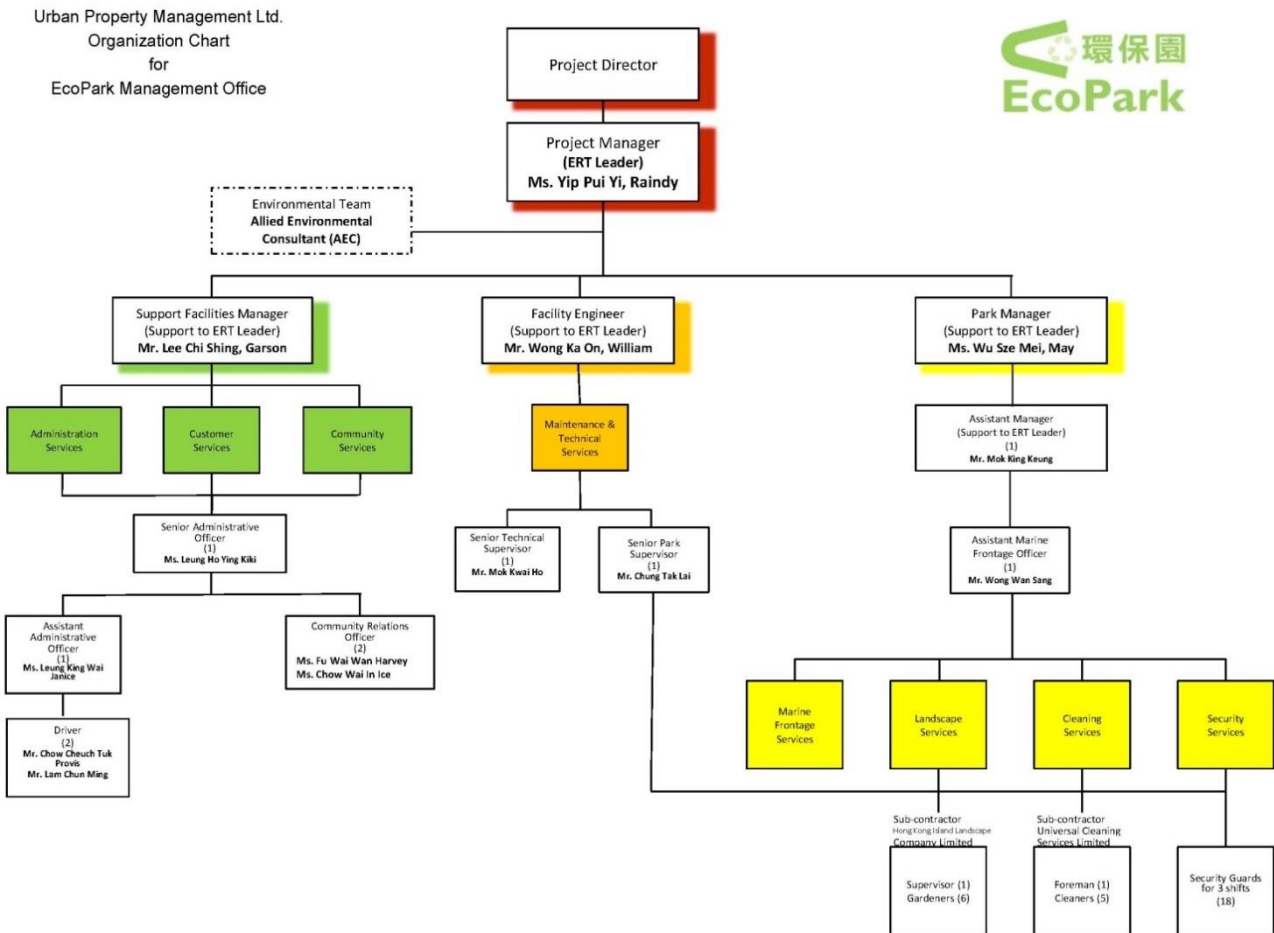 Urban Property Management Ltd.
Organization Chart
for
EcoPark Management Office
環保園
EcoPark
Project Director
Project Manager
(ERT Leader)
Ms. Yip Pui Yi, Raindy
Environmental Team
Allied Environmental
Consultant (AEC)
Support Facilities Manager
(Support to ERT Leader)
Mr. Lee Chi Shing, Garson
Facility Engineer
(Support to ERT Leader)
Mr. Wong Ka On, William
Park Manager
(Support to ERT Leader)
Ms. Wu Sze Mei, May
Administration
Services
Customer
Services
Community
Services
Maintenance &
Technical
Services
Assistant Manager
(Support to ERT Leader)
(1)
Mr. Mok King Keung
Senior Administrative
Officer
(1)
Ms. Leung Ho Ying Kiki
Senior Technical
Supervisor
(1)
Mr. Mok Kwai Ho
Senior Park
Supervisor
(1)
Mr. Chung Tak Lai
Assistant Marine
Frontage Officer
(1)
Mr. Wong Wan Sang
Assistant
Administrative
Officer
(1)
Ms. Leung King Wai
Janice
Community Relations
Officer
(2)
Ms. Fu Wai Wan Harvey
Ms. Chow Wai In Ice
Driver
(2)
Mr. Chow Cheuch Tuk
Provis
Mr. Lam Chun Ming
Marine
Frontage
Services
Landscape
Services
Cleaning
Services
Security
Services
Sub-contractor
Hong Kong Island Landscape
Company Limited
Sub-contractor
Universal Cleaning
Services Limited
Supervisor (1)
Gardeners (6)
Foreman (1)
Cleaners (5)
Security Guards
for 3 shifts
(18)